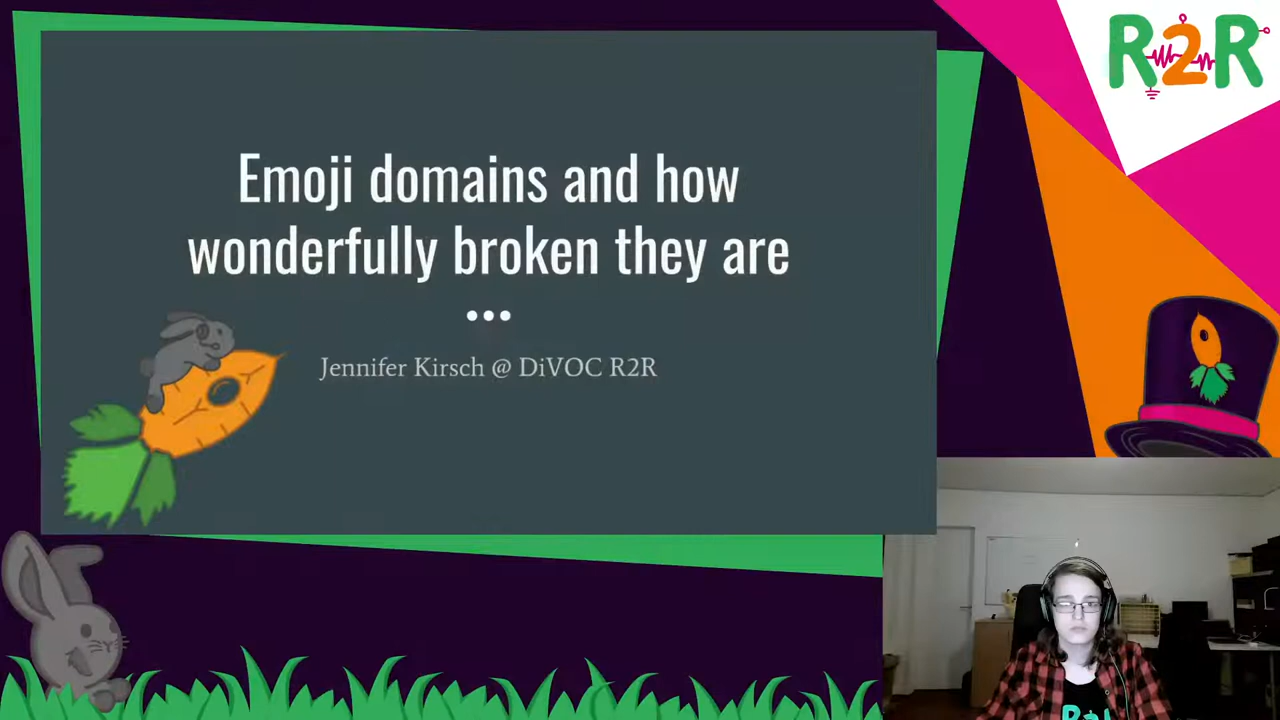 R2R
Emoji domains and how
wonderfully broken they are
Jennifer Kirsch @ DiVOC R2R